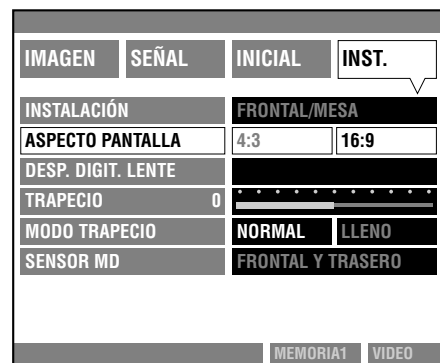 IMAGEN SEÑAL INICIAL INST.
INSTALACIÓN FRONTAL/MESA
ASPECTO PANTALLA 4:3 16:9
DESP. DIGIT. LENTE
TRAPECIO 0
MODO TRAPECIO NORMAL LLENO
SENSOR MD FRONTAL Y TRASERO
MEMORIA1 VIDEO